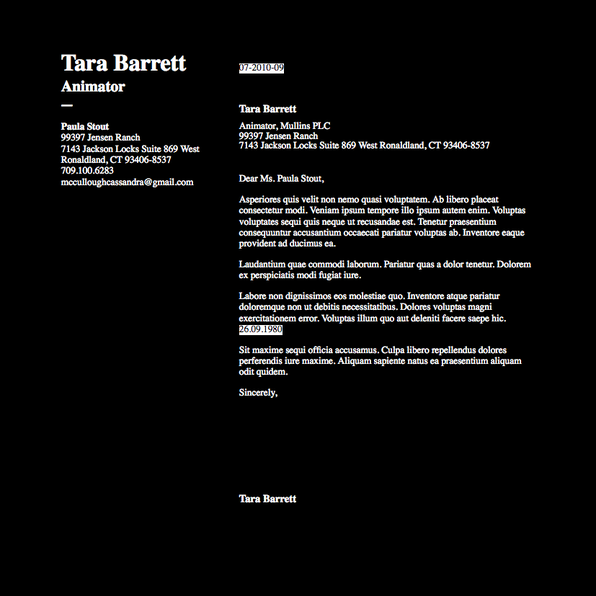 Tara Barrett
Animator
Paula Stout
99397 Jensen Ranch
7143 Jackson Locks Suite 869 West
Ronaldland, CT 93406-8537
709.100.6283
mcculloughcassandra@gmail.com
07-2010-09
Tara Barrett
Animator, Mullins PLC
99397 Jensen Ranch
7143 Jackson Locks Suite 869 West Ronaldland, CT 93406-8537
Dear Ms. Paula Stout,
Asperiores quis velit non nemo quasi voluptatem. Ab libero placeat
consectetur modi. Veniam ipsum tempore illo ipsum autem enim. Voluptas
voluptates sequi quis neque ut recusandae est. Tenetur praesentium
consequuntur accusantium occaecati pariatur voluptas ab. Inventore eaque
provident ad ducimus ea.
Laudantium quae commodi laborum. Pariatur quas a dolor tenetur. Dolorem
ex perspiciatis modi fugiat iure.
Labore non dignissimos eos molestiae quo. Inventore atque pariatur
doloremque non ut debitis necessitatibus. Dolores voluptas magni
exercitationem error. Voluptas illum quo aut deleniti facere saepe hic.
26.09.1980
Sit maxime sequi officia accusamus. Culpa libero repellendus dolores
perferendis iure maxime. Aliquam sapiente natus ea praesentium aliquam
odit quidem.
Sincerely,
Tara Barrett